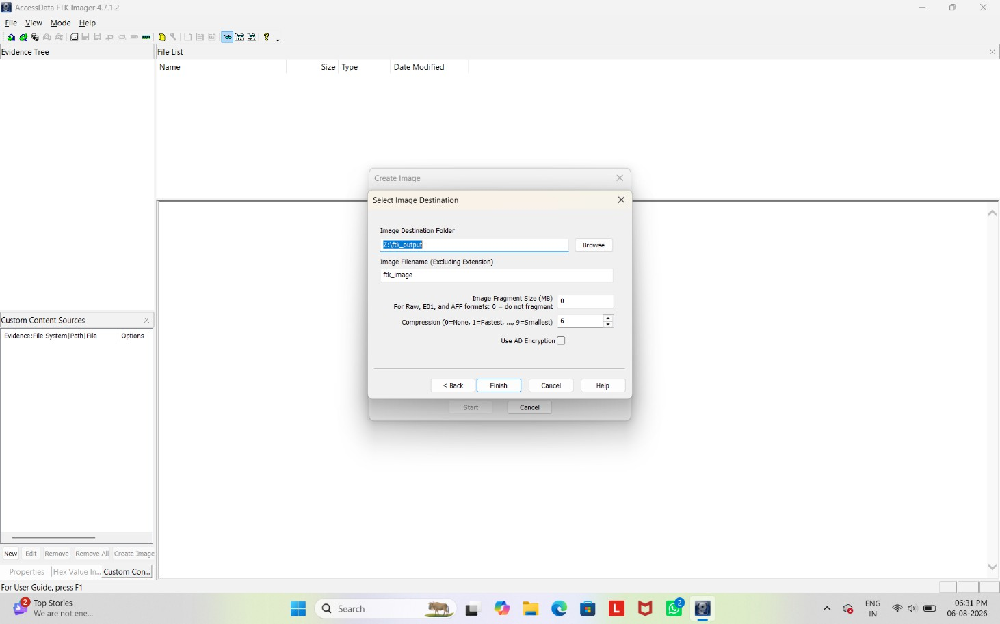 AccessData FTK Imager 4.7.1.2
File View Mode Help
Evidence Tree
File List
Name Size Type Date Modified
Create Image
Select Image Destination
Image Destination Folder
Z:\ftk_output
Browse
Image Filename (Excluding Extension)
ftk_image
Image Fragment Size (MB)
For Raw, E01, and AFF formats: 0 = do not fragment
0
Compression (0=None, 1=Fastest, ..., 9=Smallest)
6
Use AD Encryption
< Back Finish Cancel Help
Start Cancel
Custom Content Sources
Evidence:File System|Path|File Options
New Edit Remove Remove All Create Image
Properties Hex Value In... Custom Con...
For User Guide, press F1
2
Top Stories
We are not ene...
Search
L
2
ENG
IN
06:31 PM
06-08-2026